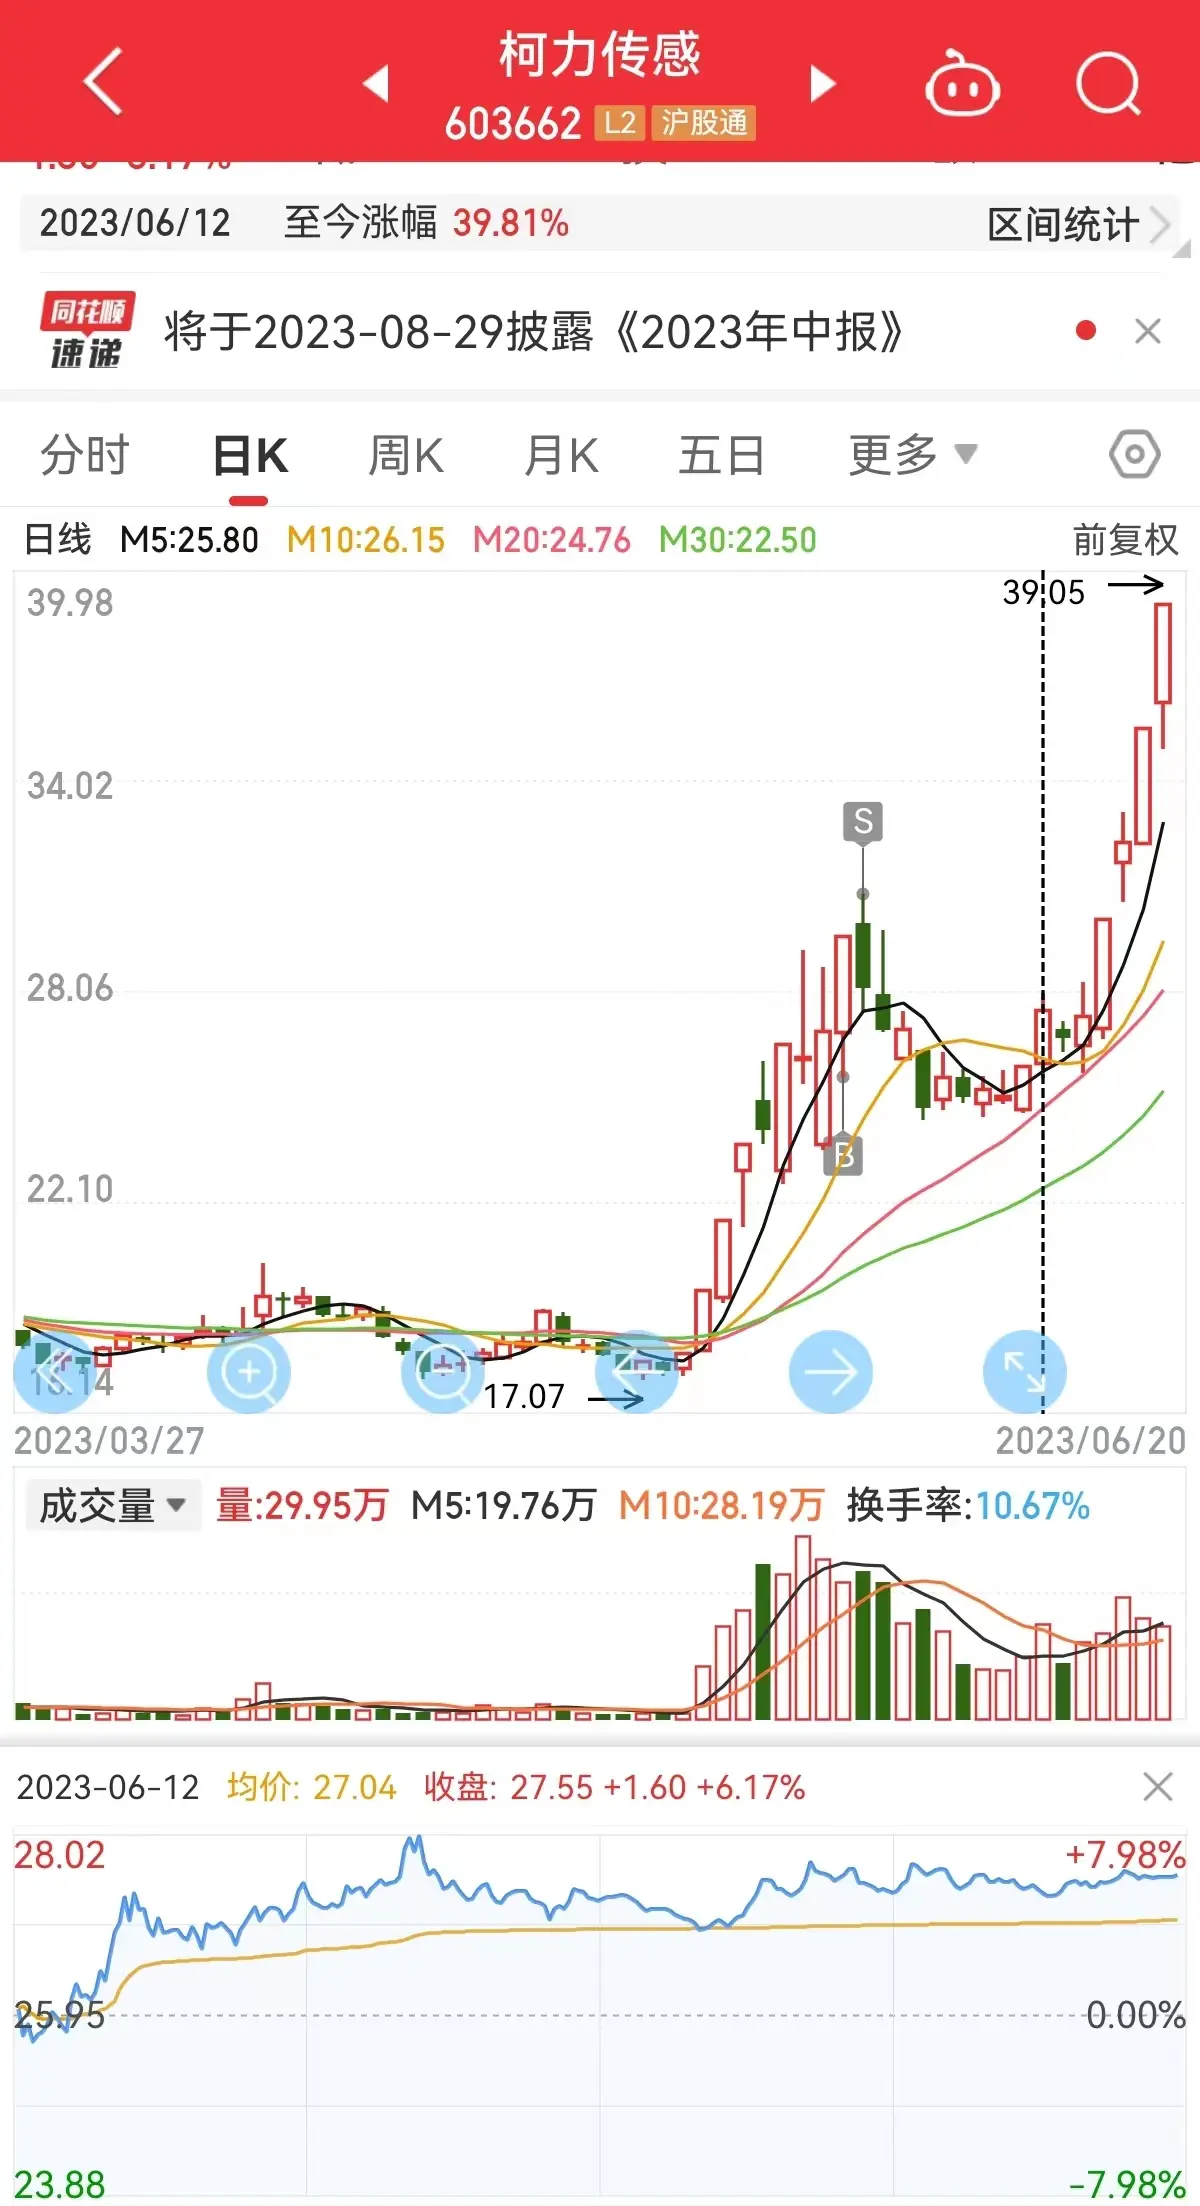 柯力传感
603662 L2 沪股通
2023/06/12 至今涨幅 39.81% 区间统计
同花顺
速递
将于2023-08-29披露《2023年中报》
分时 日K 周K 月K 五日 更多
日线 M5:25.80 M10:26.15 M20:24.76 M30:22.50 前复权
39.05
39.98
34.02
S
28.06
B
22.10
17.07
2023/03/27 2023/06/20
成交量 量:29.95万 M5:19.76万 M10:28.19万 换手率:10.67%
2023-06-12 均价: 27.04 收盘: 27.55 +1.60 +6.17%
28.02 +7.98%
25.95 0.00%
23.88 -7.98%